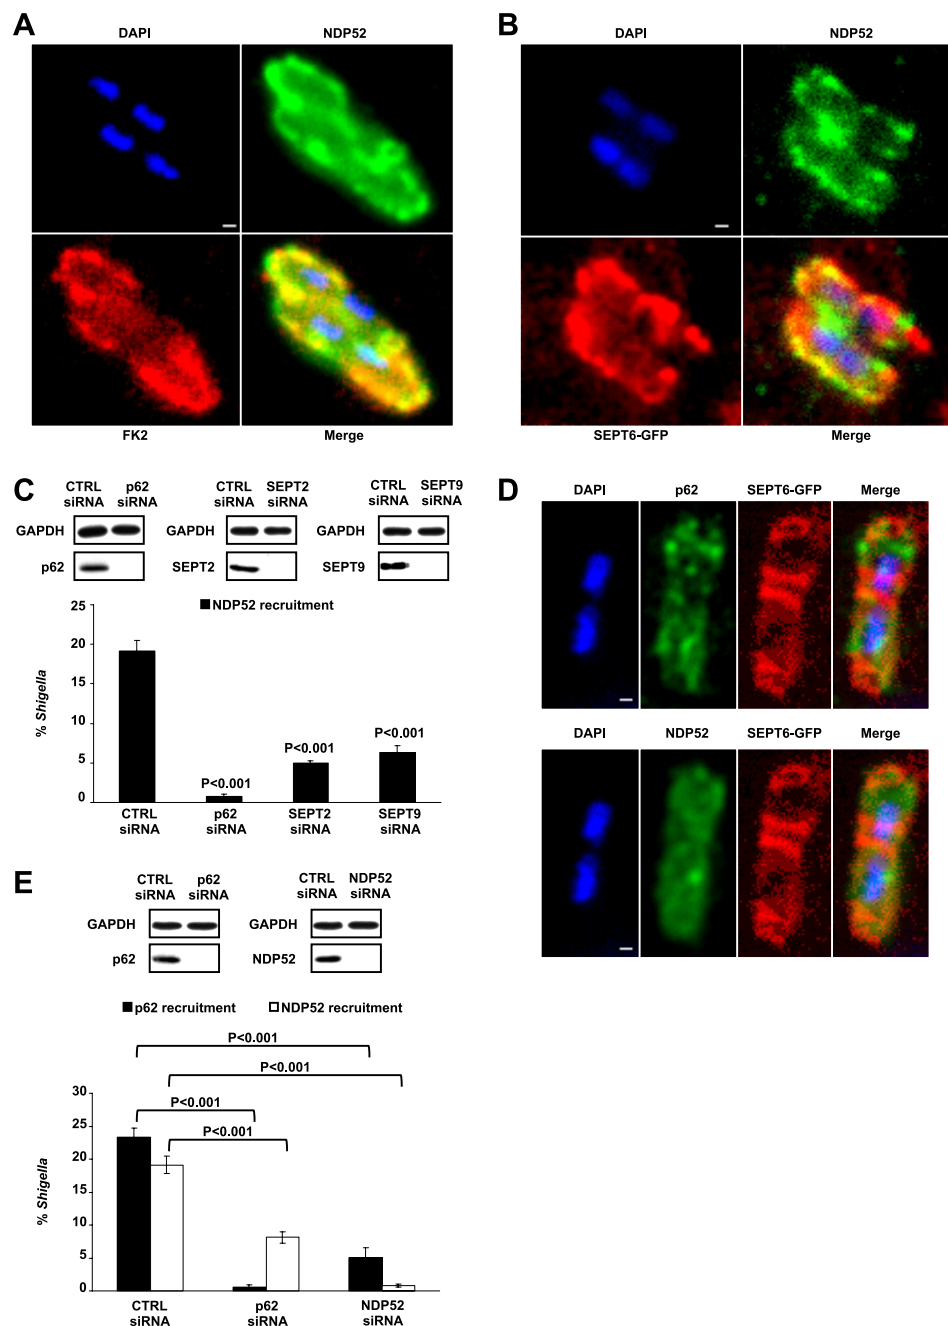 A
DAPI NDP52
FK2 Merge
B
DAPI NDP52
SEPT6-GFP Merge
C
CTRL siRNA p62 siRNA
GAPDH
p62
CTRL siRNA SEPT2 siRNA
GAPDH
SEPT2
CTRL siRNA SEPT9 siRNA
GAPDH
SEPT9
NDP52 recruitment
% Shigella
25
20
15
10
5
0
P<0.001
P<0.001
P<0.001
CTRL siRNA
p62 siRNA
SEPT2 siRNA
SEPT9 siRNA
D
DAPI p62 SEPT6-GFP Merge
DAPI NDP52 SEPT6-GFP Merge
E
CTRL siRNA p62 siRNA
GAPDH
p62
CTRL siRNA NDP52 siRNA
GAPDH
NDP52
p62 recruitment NDP52 recruitment
P<0.001
P<0.001
P<0.001
P<0.001
% Shigella
30
25
20
15
10
5
0
CTRL siRNA
p62 siRNA
NDP52 siRNA